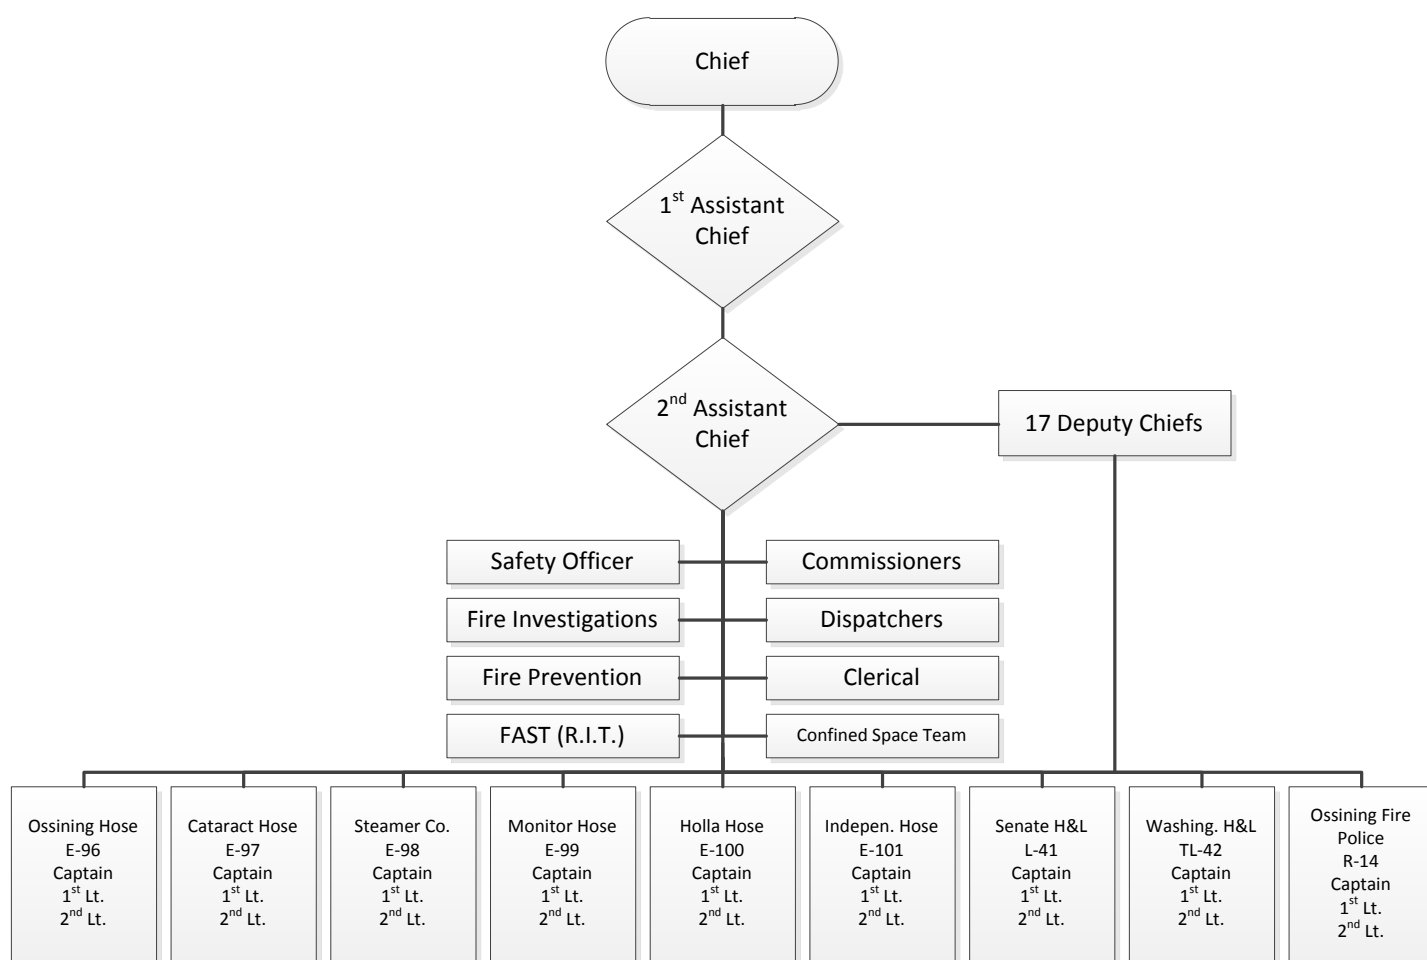 Chief
1st Assistant
Chief
2nd Assistant
Chief
17 Deputy Chiefs
Safety Officer
Commissioners
Fire Investigations
Dispatchers
Fire Prevention
Clerical
FAST (R.I.T.)
Confined Space Team
Ossining Hose
E-96
Captain
1st Lt.
2nd Lt.
Cataract Hose
E-97
Captain
1st Lt.
2nd Lt.
Steamer Co.
E-98
Captain
1st Lt.
2nd Lt.
Monitor Hose
E-99
Captain
1st Lt.
2nd Lt.
Holla Hose
E-100
Captain
1st Lt.
2nd Lt.
Indepen. Hose
E-101
Captain
1st Lt.
2nd Lt.
Senate H&L
L-41
Captain
1st Lt.
2nd Lt.
Washing. H&L
TL-42
Captain
1st Lt.
2nd Lt.
Ossining Fire
Police
R-14
Captain
1st Lt.
2nd Lt.